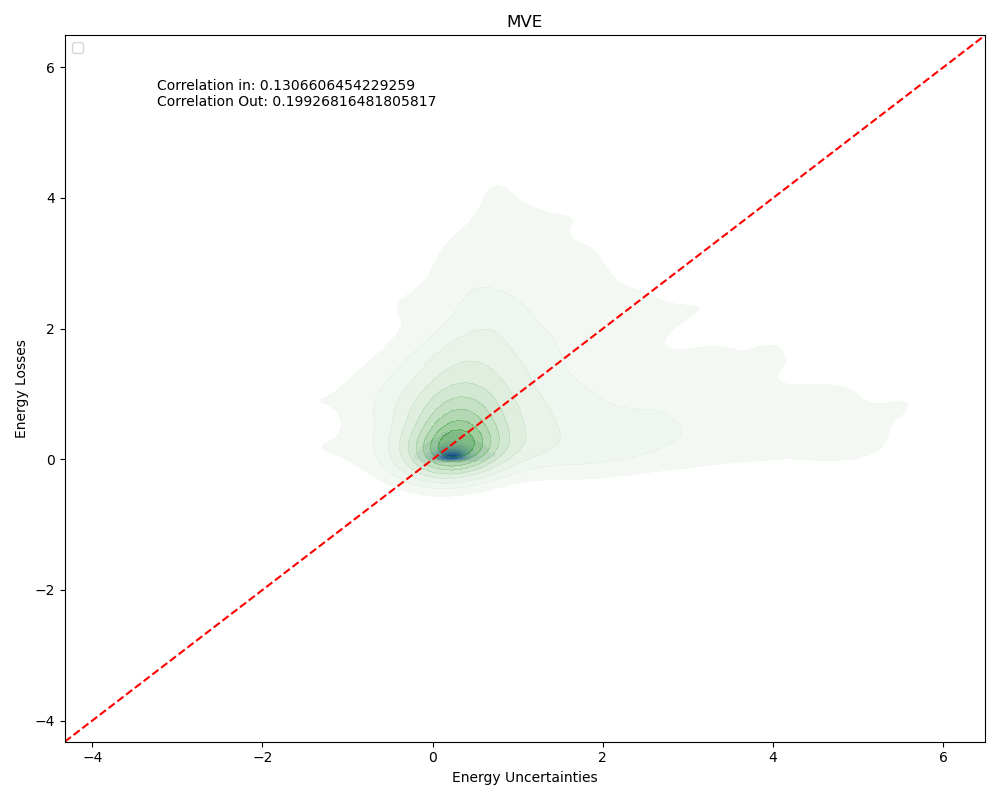 MVE
Correlation in: 0.1306606454229259
Correlation Out: 0.19926816481805817
Energy Losses
6
4
2
0
−2
−4
−4
−2
0
2
4
6
Energy Uncertainties